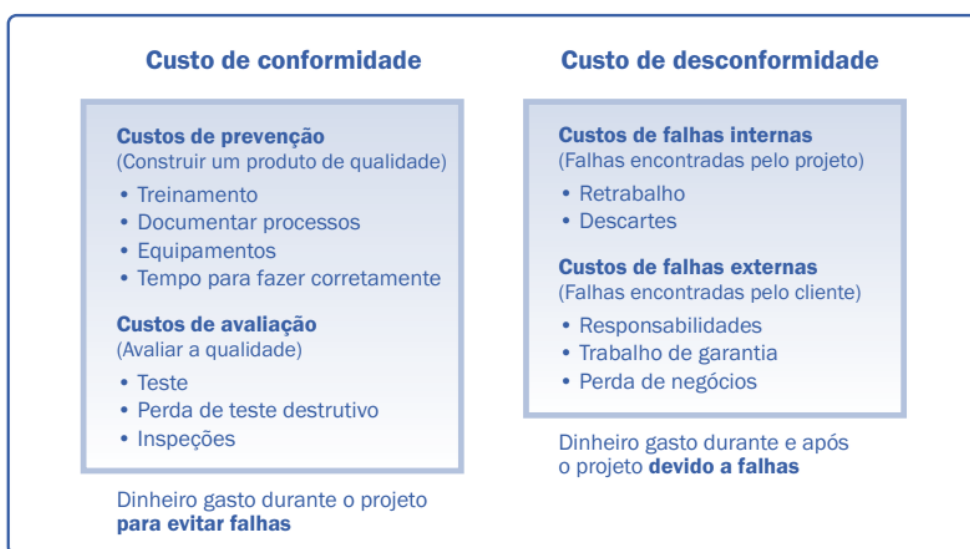 Custo de conformidade
Custos de prevenção
(Construir um produto de qualidade)
• Treinamento
• Documentar processos
• Equipamentos
• Tempo para fazer corretamente
Custos de avaliação
(Avaliar a qualidade)
• Teste
• Perda de teste destrutivo
• Inspeções
Dinheiro gasto durante o projeto
para evitar falhas
Custo de desconformidade
Custos de falhas internas
(Falhas encontradas pelo projeto)
• Retrabalho
• Descartes
Custos de falhas externas
(Falhas encontradas pelo cliente)
• Responsabilidades
• Trabalho de garantia
• Perda de negócios
Dinheiro gasto durante e após
o projeto devido a falhas